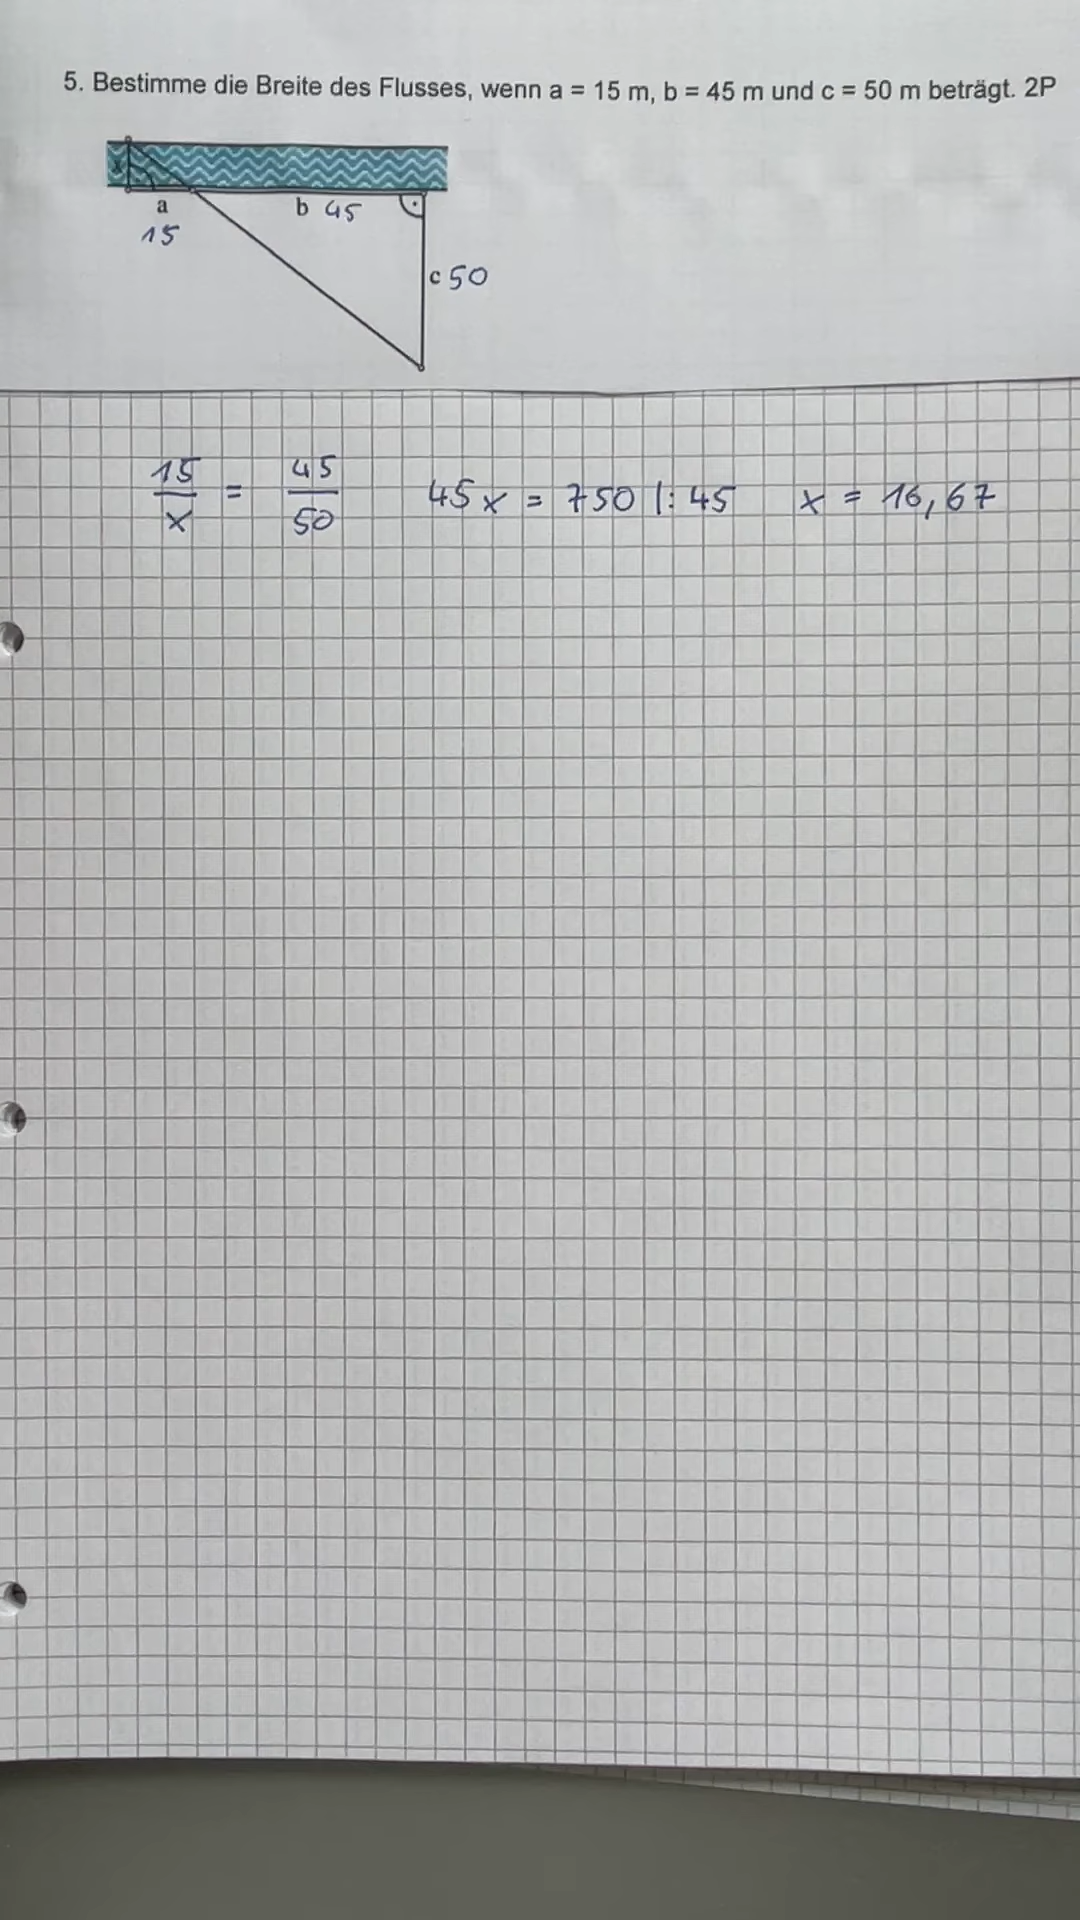 5. Bestimme die Breite des Flusses, wenn a = 15 m, b = 45 m und c = 50 m beträgt. 2P
x
a
b 45
15
c 50
15/x = 45/50 45x = 750 |: 45 x = 16,67